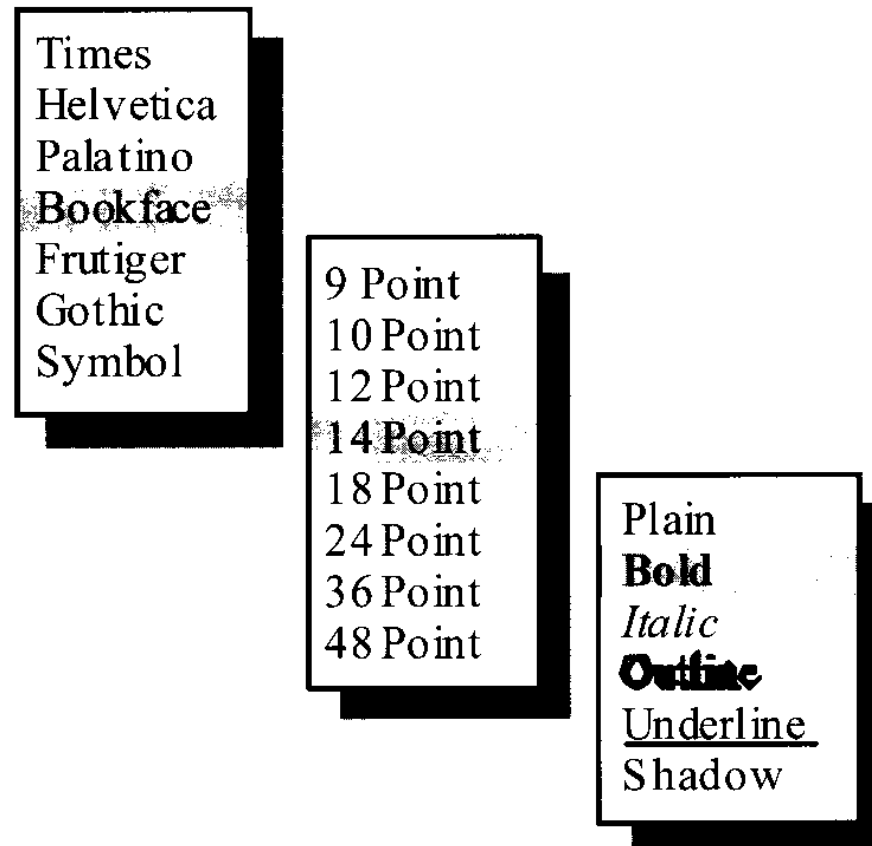 Times
Helvetica
Palatino
Bookface
Frutiger
Gothic
Symbol
9 Point
10 Point
12 Point
14 Point
18 Point
24 Point
36 Point
48 Point
Plain
Bold
Italic
Outline
Underline
Shadow